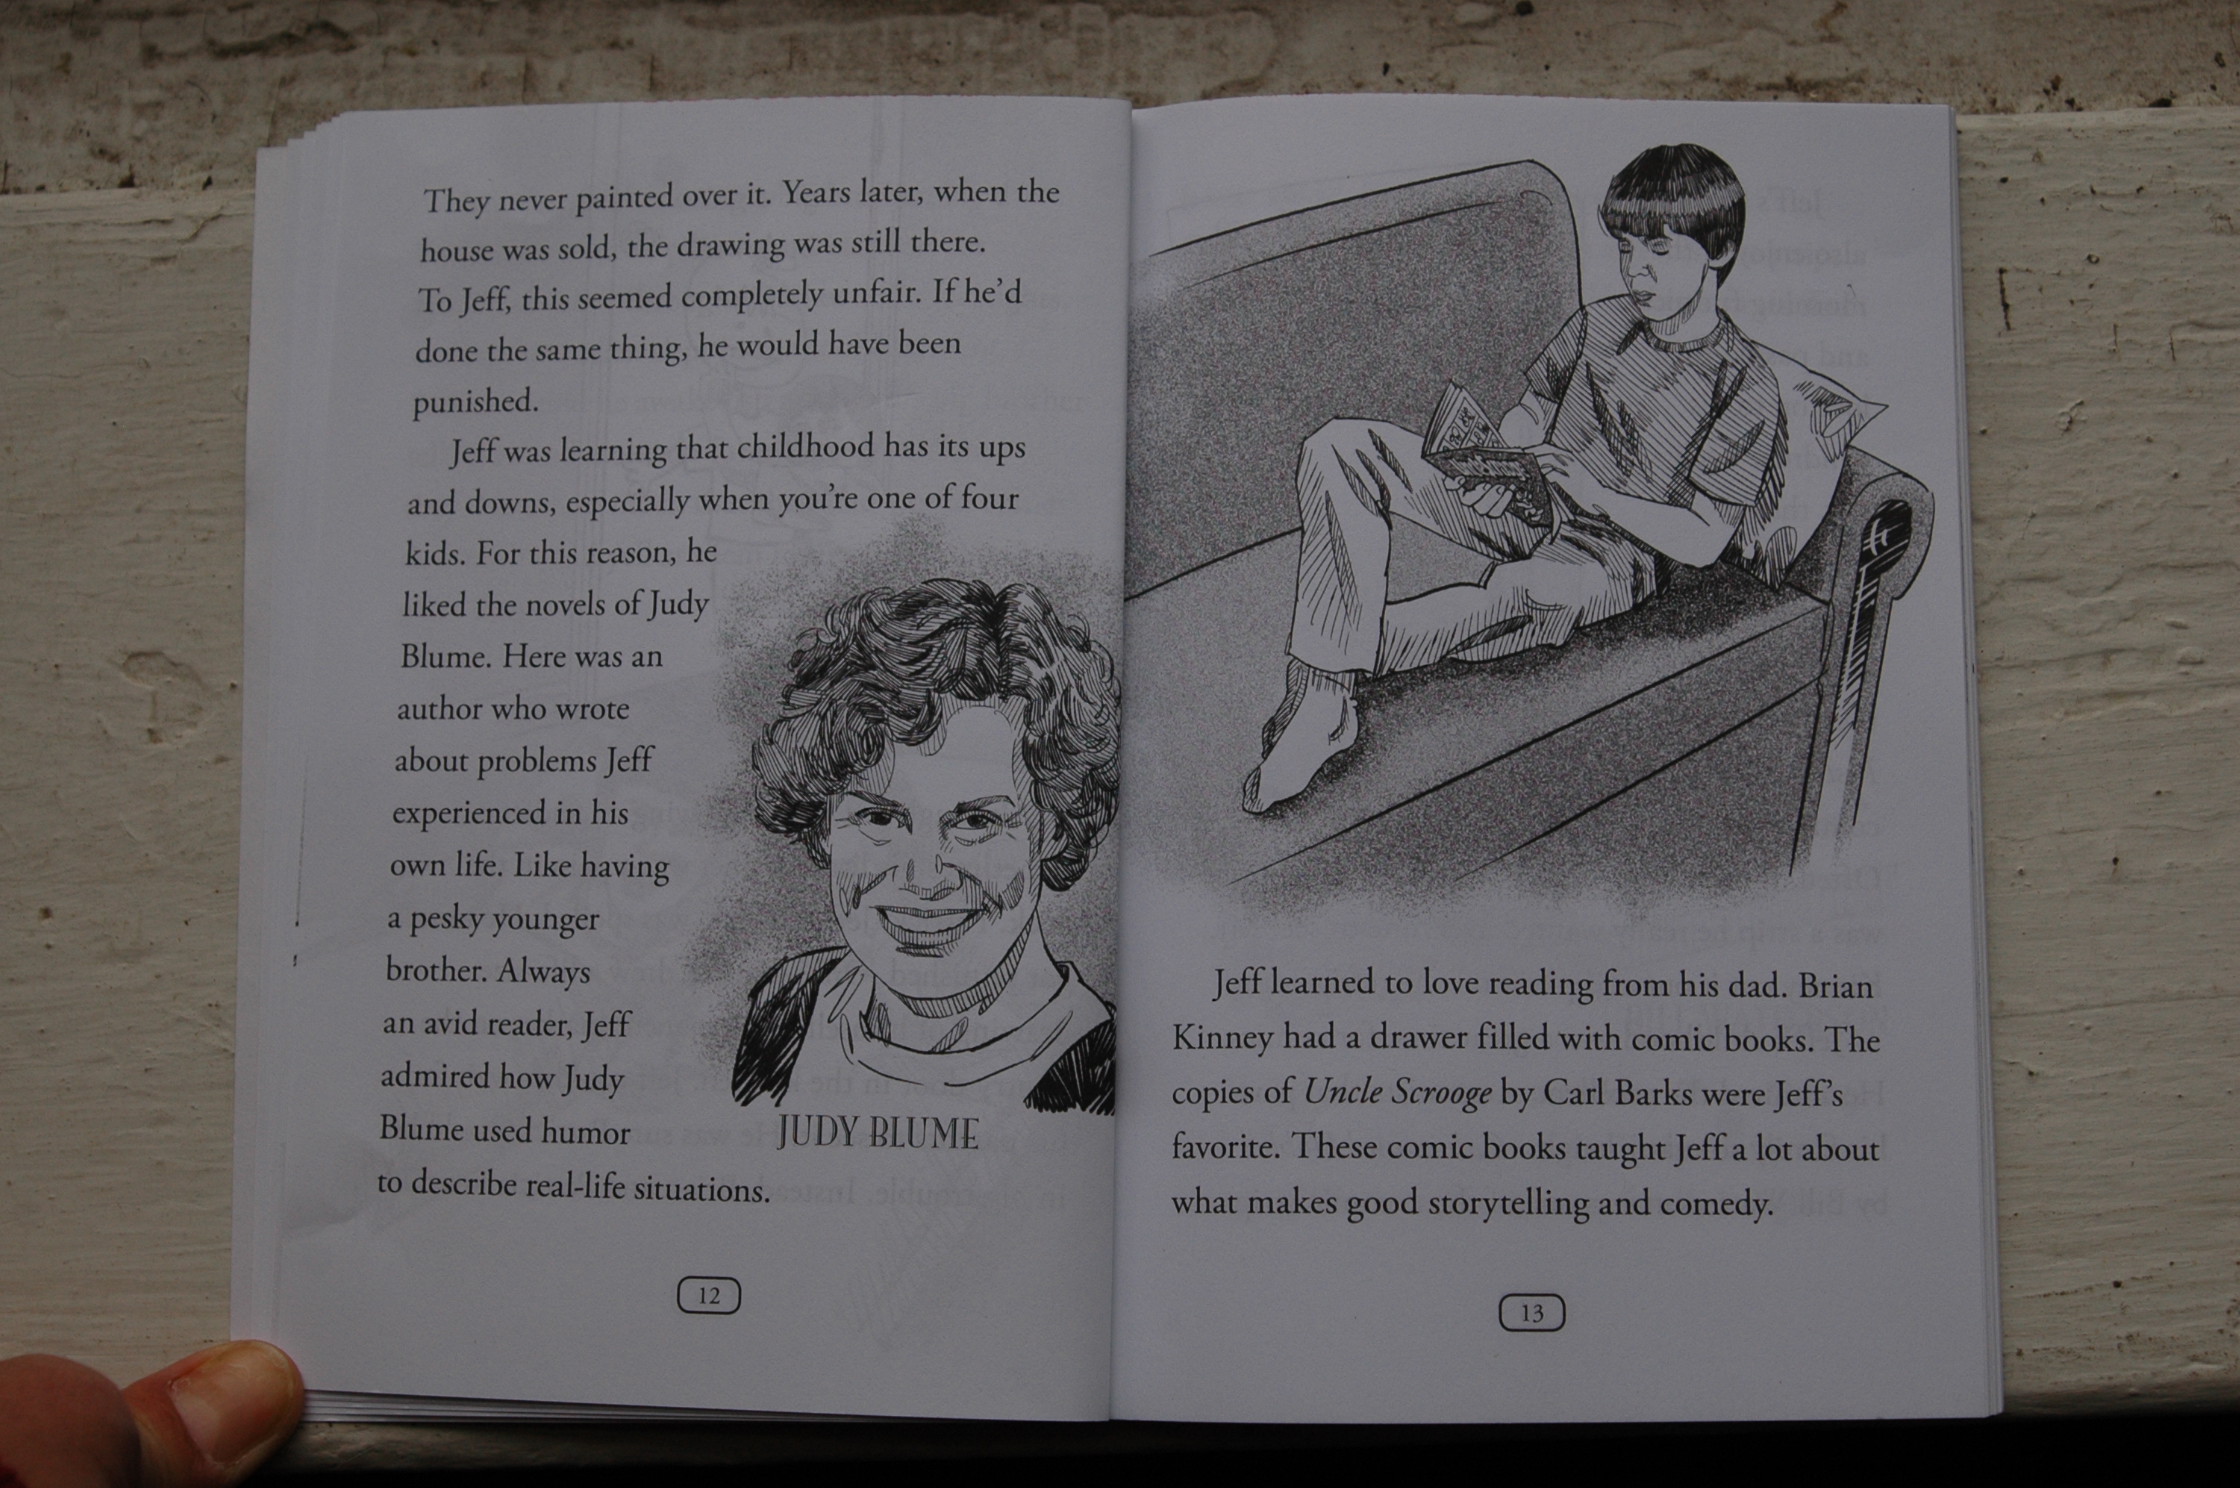 They never painted over it. Years later, when the
house was sold, the drawing was still there.
To Jeff, this seemed completely unfair. If he’d
done the same thing, he would have been
punished.
Jeff was learning that childhood has its ups
and downs, especially when you’re one of four
kids. For this reason, he
liked the novels of Judy
Blume. Here was an
author who wrote
about problems Jeff
experienced in his
own life. Like having
a pesky younger
brother. Always
an avid reader, Jeff
admired how Judy
Blume used humor
to describe real-life situations.
JUDY BLUME
12
Jeff learned to love reading from his dad. Brian
Kinney had a drawer filled with comic books. The
copies of Uncle Scrooge by Carl Barks were Jeff’s
favorite. These comic books taught Jeff a lot about
what makes good storytelling and comedy.
13